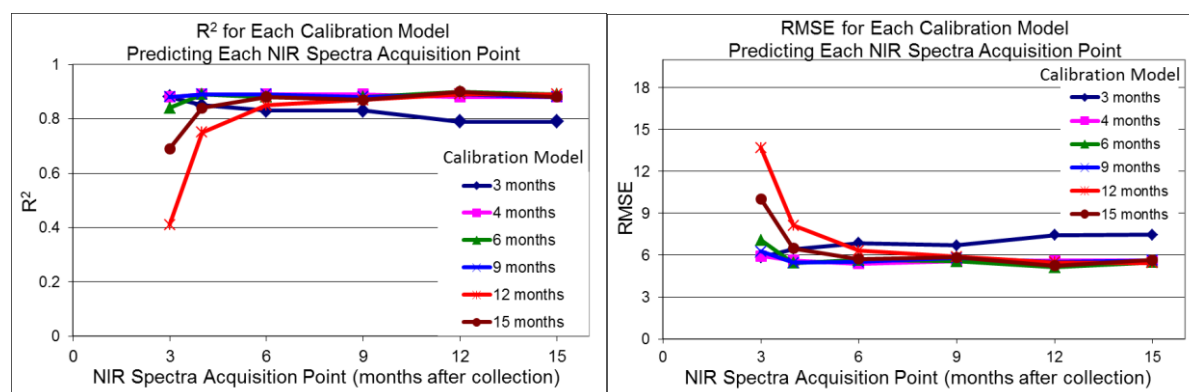 R² for Each Calibration Model
Predicting Each NIR Spectra Acquisition Point
1
0.8
0.6
0.4
0.2
0
R²
Calibration Model
3 months
4 months
6 months
9 months
12 months
15 months
0 3 6 9 12 15
NIR Spectra Acquisition Point (months after collection)
RMSE for Each Calibration Model
Predicting Each NIR Spectra Acquisition Point
18
15
12
9
6
3
0
RMSE
Calibration Model
3 months
4 months
6 months
9 months
12 months
15 months
0 3 6 9 12 15
NIR Spectra Acquisition Point (months after collection)